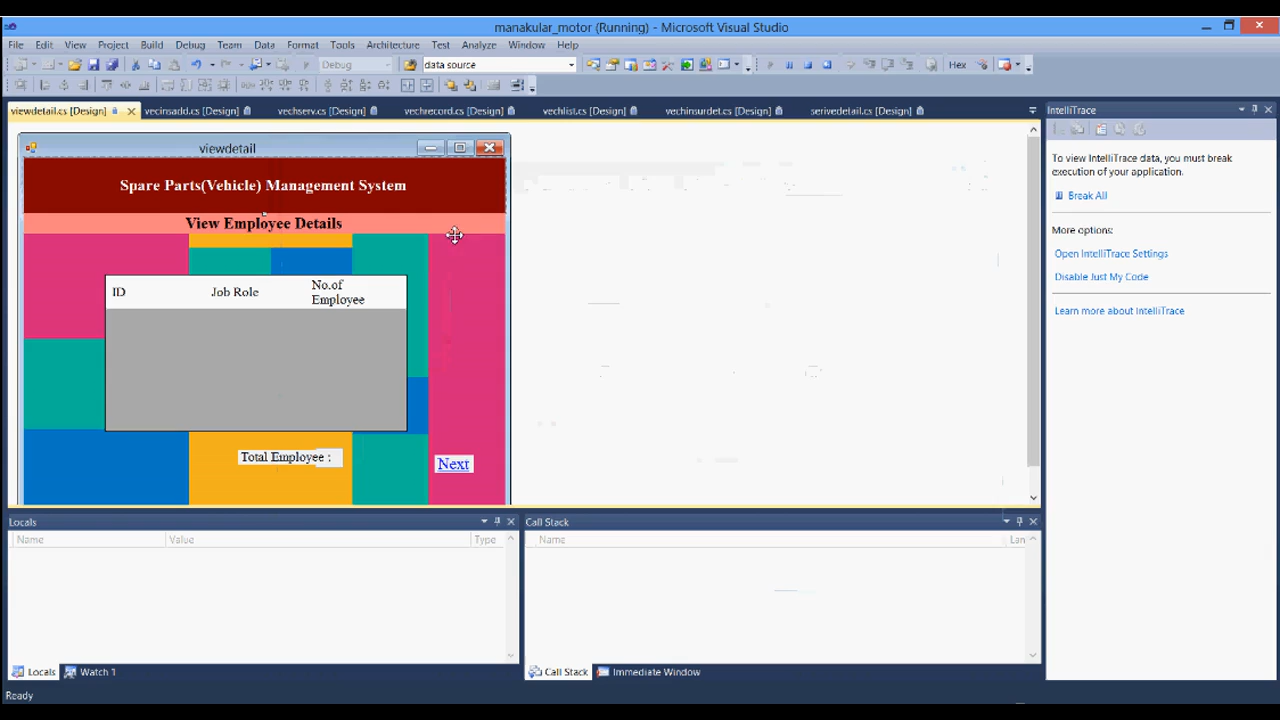 manakular_motor (Running) - Microsoft Visual Studio
File Edit View Project Build Debug Team Data Format Tools Architecture Test Analyze Window Help
Debug data source Hex
viewdetail.cs [Design] vecinsadd.cs [Design] vechserv.cs [Design] vechrecord.cs [Design] vechlist.cs [Design] vechinsurdet.cs [Design] serivedetail.cs [Design]
IntelliTrace
viewdetail
Spare Parts(Vehicle) Management System
View Employee Details
ID Job Role No.of Employee
Total Employee :
Next
To view IntelliTrace data, you must break
execution of your application.
Break All
More options:
Open IntelliTrace Settings
Disable Just My Code
Learn more about IntelliTrace
Locals
Name Value Type
Call Stack
Name Lan
Locals Watch 1
Call Stack Immediate Window
Ready